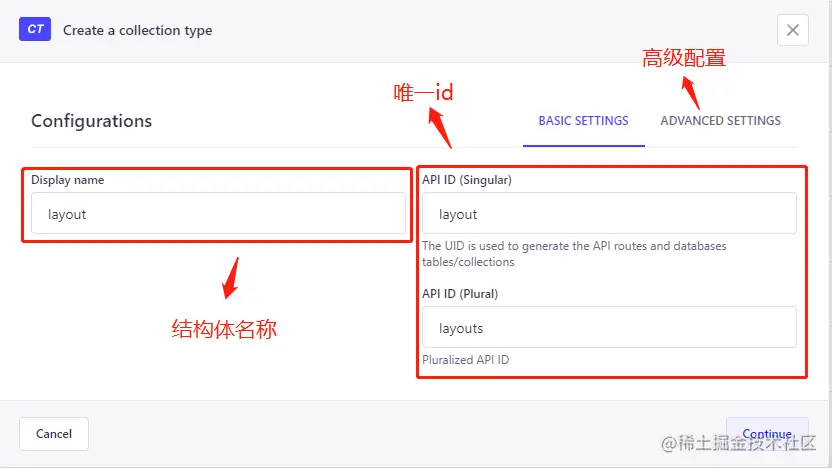 CT Create a collection type
高级配置
唯一id
Configurations
BASIC SETTINGS
ADVANCED SETTINGS
Display name
layout
API ID (Singular)
layout
The UID is used to generate the API routes and databases
tables/collections
结构体名称
API ID (Plural)
layouts
Pluralized API ID
Cancel
Continue
@稀土掘金技术社区